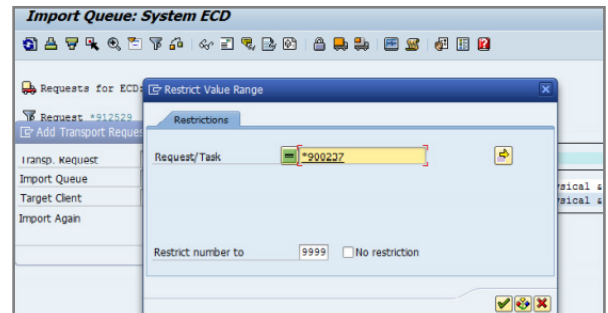 Import Queue: System ECD
Requests for ECD:
Restrict Value Range
Request *912529
Restrictions
Add Transport Reques
Transp. Request
Request/Task *900237
Import Queue
ysical &
Target Client
ysical &
Import Again
Restrict number to 9999 No restriction